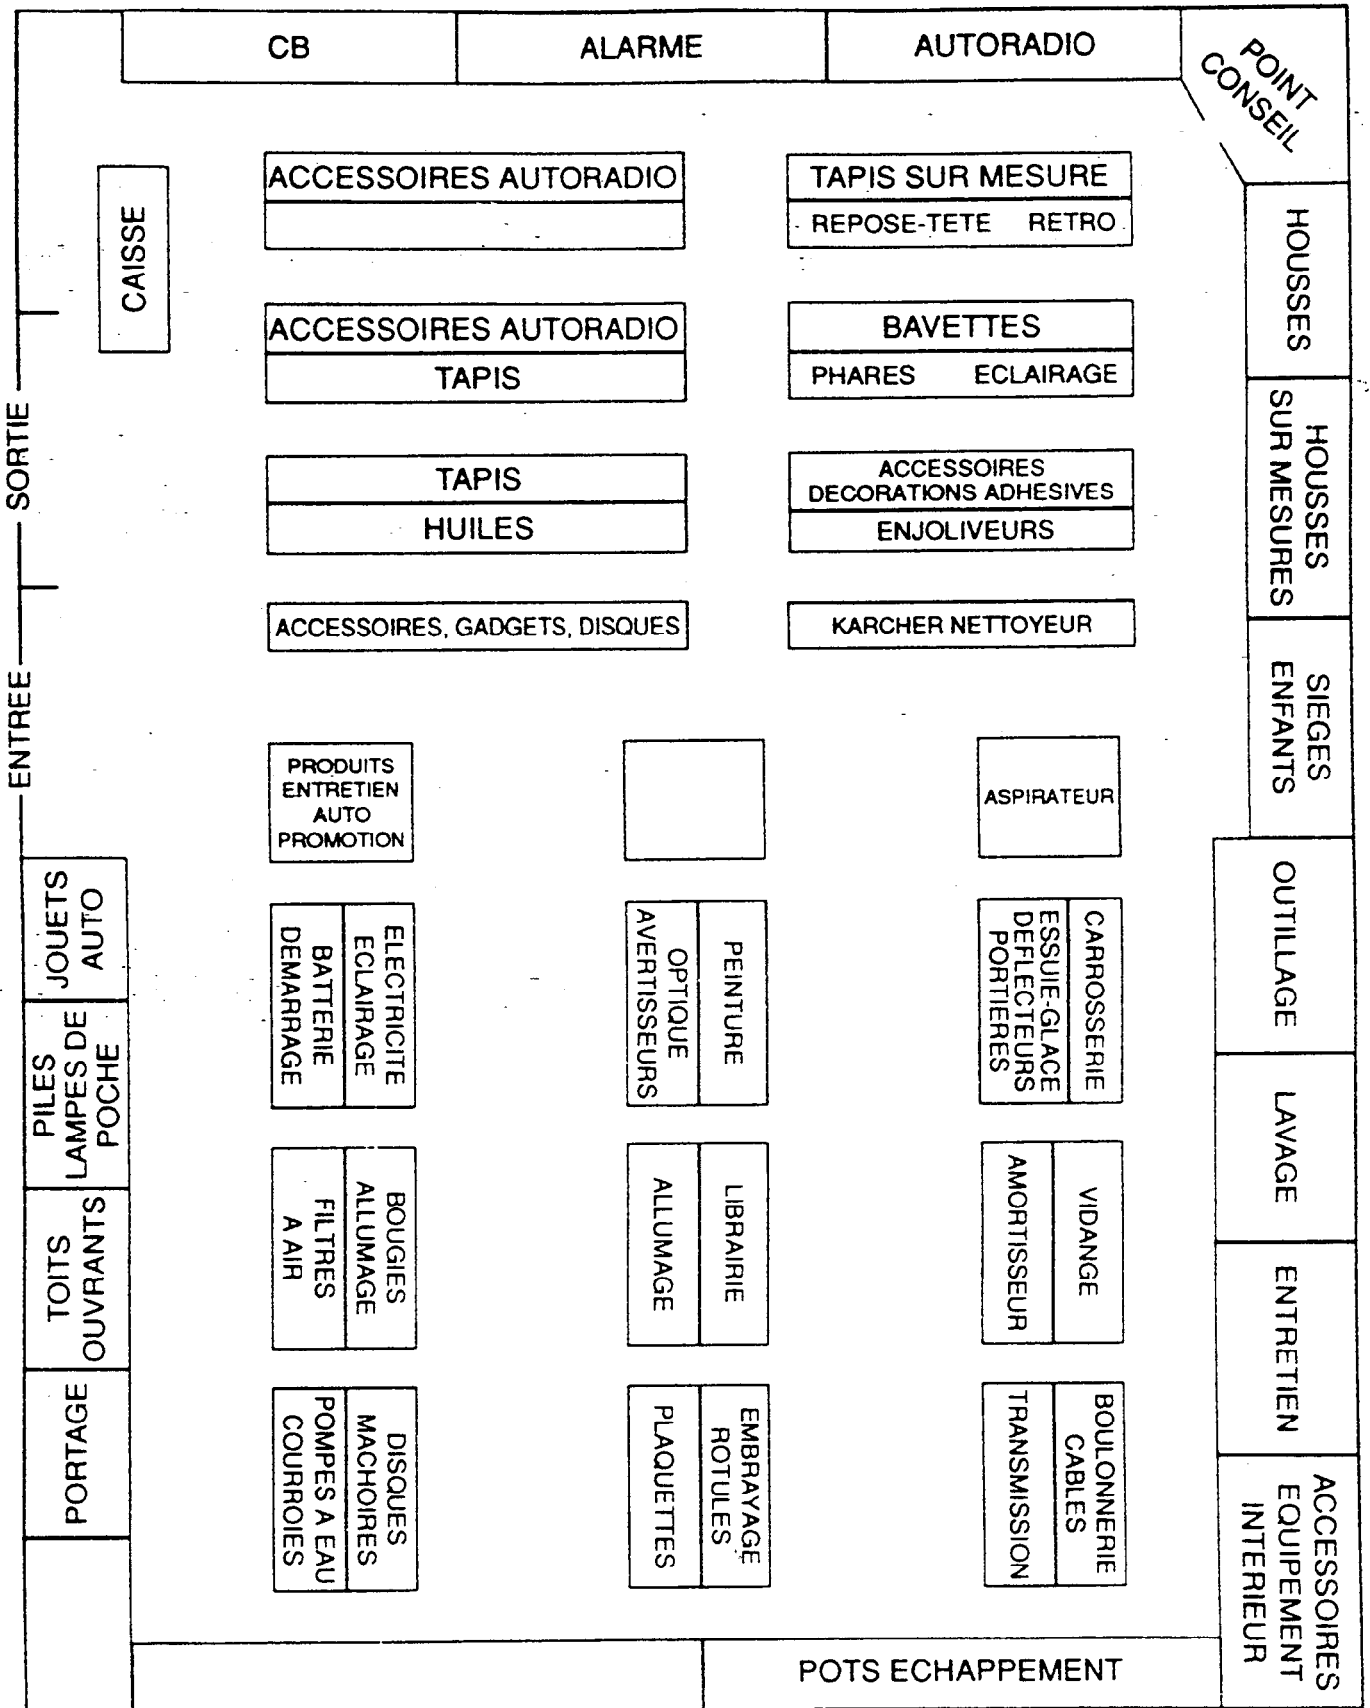 CB
ALARME
AUTORADIO
POINT
CONSEIL
CAISSE
ACCESSOIRES AUTORADIO
TAPIS SUR MESURE
REPOSE-TETE RETRO
ACCESSOIRES AUTORADIO
TAPIS
BAVETTES
PHARES ECLAIRAGE
TAPIS
HUILES
ACCESSOIRES
DECORATIONS ADHESIVES
ENJOLIVEURS
ACCESSOIRES, GADGETS, DISQUES
KARCHER NETTOYEUR
SORTIE
ENTREE
HOUSSES
HOUSSES
SUR MESURES
SIEGES
ENFANTS
PRODUITS
ENTRETIEN
AUTO
PROMOTION
ASPIRATEUR
JOUETS
AUTO
PILES
LAMPES DE
POCHE
TOITS
OUVRANTS
PORTAGE
ELECTRICITE
ECLAIRAGE
BATTERIE
DEMARRAGE
PEINTURE
OPTIQUE
AVERTISSEURS
CARROSSERIE
ESSUIE-GLACE
DEFLECTEURS
PORTIERES
BOUGIES
ALLUMAGE
FILTRES
A AIR
LIBRAIRIE
ALLUMAGE
VIDANGE
AMORTISSEUR
DISQUES
MACHOIRES
POMPES A EAU
COURROIES
EMBRAYAGE
ROTULES
PLAQUETTES
BOULONNERIE
CABLES
TRANSMISSION
OUTILLAGE
LAVAGE
ENTRETIEN
ACCESSOIRES
EQUIPEMENT
INTERIEUR
POTS ECHAPPEMENT